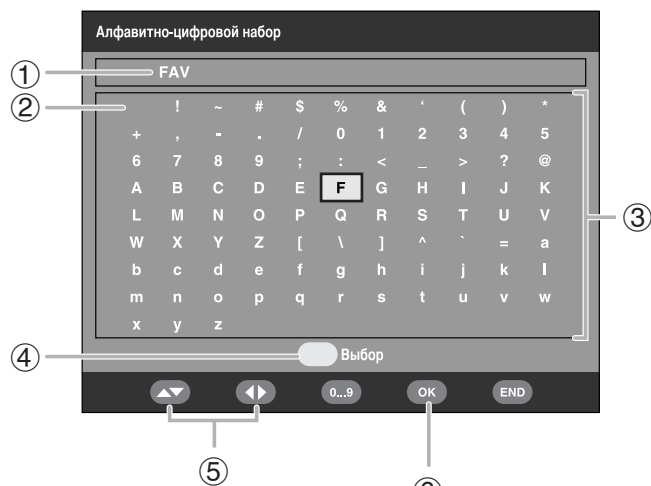 Алфавитно-цифровой набор
① FAV
② ! ~ # $ % & ‘ ( ) *
+ , - . / 0 1 2 3 4 5
6 7 8 9 ; : < _ > ? @
A B C D E F G H I J K
L M N O P Q R S T U V ③
W X Y Z [ \ ] ^ ` = a
b c d e f g h i j k l
m n o p q r s t u v w
x y z
④ Выбор
0...9 OK END
⑤